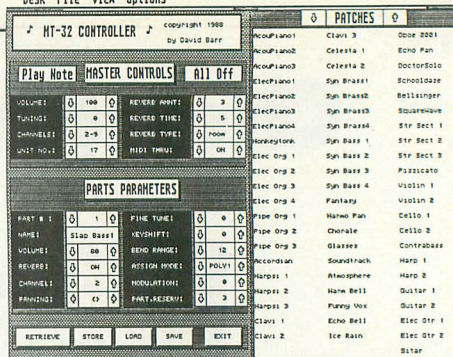 Desk File View Options
♪ MT-32 CONTROLLER ♪
copyright 1988
by David Barr
Play Note
MASTER CONTROLS
All Off
VOLUME: 100
REVERB AMNT: 3
TUNING: 0
REVERB TIME: 5
CHANNELS: 2-9
REVERB TYPE: room
UNIT NO.: 17
MIDI THRU: ON
PARTS PARAMETERS
PART # : 1
FINE TUNE: 0
NAME: Slap Bass1
KEYSHIFT: 0
VOLUME: 80
BEND RANGE: 12
REVERB: ON
ASSIGN MODE: POLY1
CHANNEL: 2
MODULATION: 0
PANNING: <>
PART.RESERV: 3
RETRIEVE
STORE
LOAD
SAVE
EXIT
PATCHES
AcouPiano1 Clavi 3 Oboe 2001
AcouPiano2 Celesta 1 Echo Pan
AcouPiano3 Celesta 2 DoctorSolo
ElecPiano1 Syn Brass1 Schooldaze
ElecPiano2 Syn Brass2 Bellsinger
ElecPiano3 Syn Brass3 SquareWave
ElecPiano4 Syn Brass4 Str Sect 1
Honkeytonk Syn Bass 1 Str Sect 2
Elec Org 1 Syn Bass 2 Str Sect 3
Elec Org 2 Syn Bass 3 Pizzicato
Elec Org 3 Syn Bass 4 Violin 1
Elec Org 4 Fantasy Violin 2
Pipe Org 1 Harmo Pan Cello 1
Pipe Org 2 Chorale Cello 2
Pipe Org 3 Glasses Contrabass
Accordian Soundtrack Harp 1
Harpsi 1 Atmosphere Harp 2
Harpsi 2 Warm Bell Guitar 1
Harpsi 3 Funny Vox Guitar 2
Clavi 1 Echo Bell Elec Gtr 1
Clavi 2 Ice Rain Elec Gtr 2
Sitar